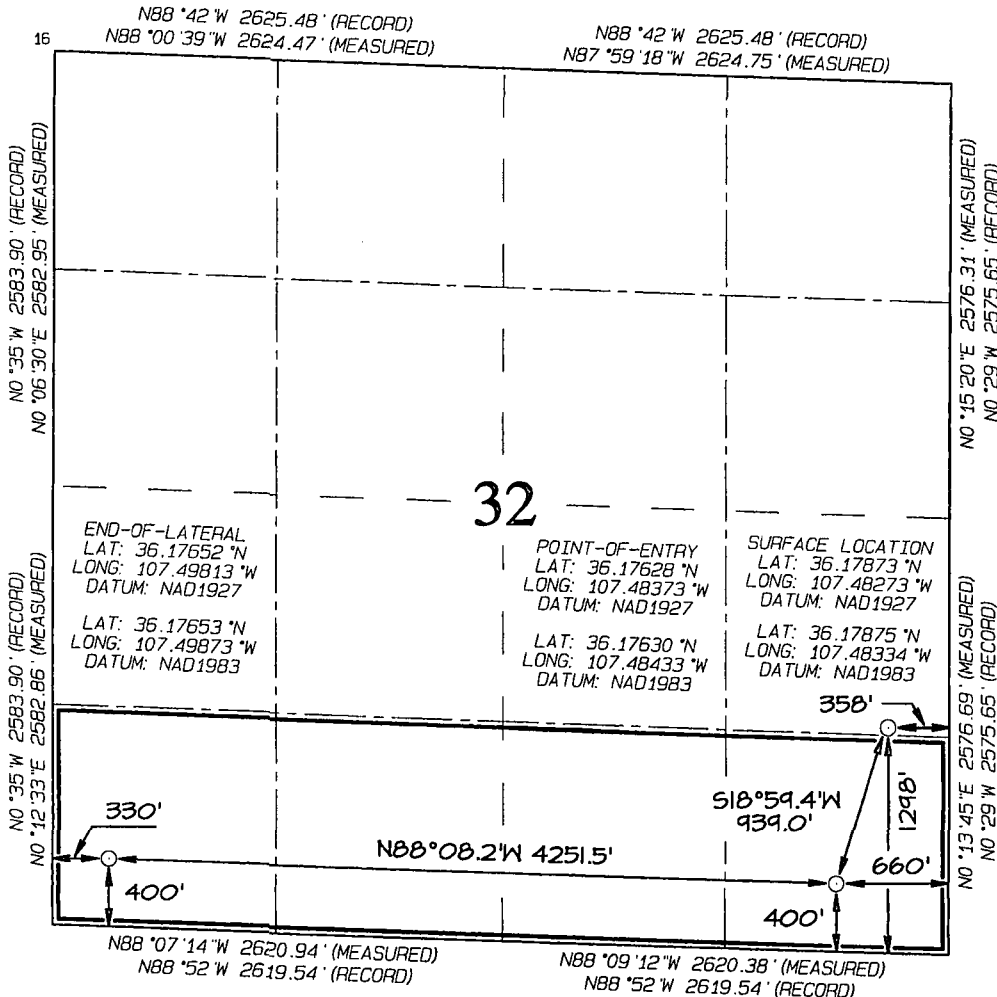 N88°42'W 2625.48' (RECORD)
N88°00'39"W 2624.47' (MEASURED)
N88°42'W 2625.48' (RECORD)
N87°59'18"W 2624.75' (MEASURED)
16
N0°35'W 2583.90' (RECORD)
N0°06'30"E 2582.95' (MEASURED)
N0°15'20"E 2576.31' (MEASURED)
N0°29'W 2575.65' (RECORD)
32
END-OF-LATERAL
LAT: 36.17652°N
LONG: 107.49813°W
DATUM: NAD1927
LAT: 36.17653°N
LONG: 107.49873°W
DATUM: NAD1983
POINT-OF-ENTRY
LAT: 36.17628°N
LONG: 107.48373°W
DATUM: NAD1927
LAT: 36.17630°N
LONG: 107.48433°W
DATUM: NAD1983
SURFACE LOCATION
LAT: 36.17873°N
LONG: 107.48273°W
DATUM: NAD1927
LAT: 36.17875°N
LONG: 107.48334°W
DATUM: NAD1983
N0°35'W 2583.90' (RECORD)
N0°12'33"E 2582.86' (MEASURED)
N0°13'45"E 2576.69' (MEASURED)
N0°29'W 2575.65' (RECORD)
358'
330'
S18°59.4'W
939.0'
1298'
N88°08.2'W 4251.5'
660'
400'
400'
N88°07'14"W 2620.94' (MEASURED)
N88°52'W 2619.54' (RECORD)
N88°09'12"W 2620.38' (MEASURED)
N88°52'W 2619.54' (RECORD)